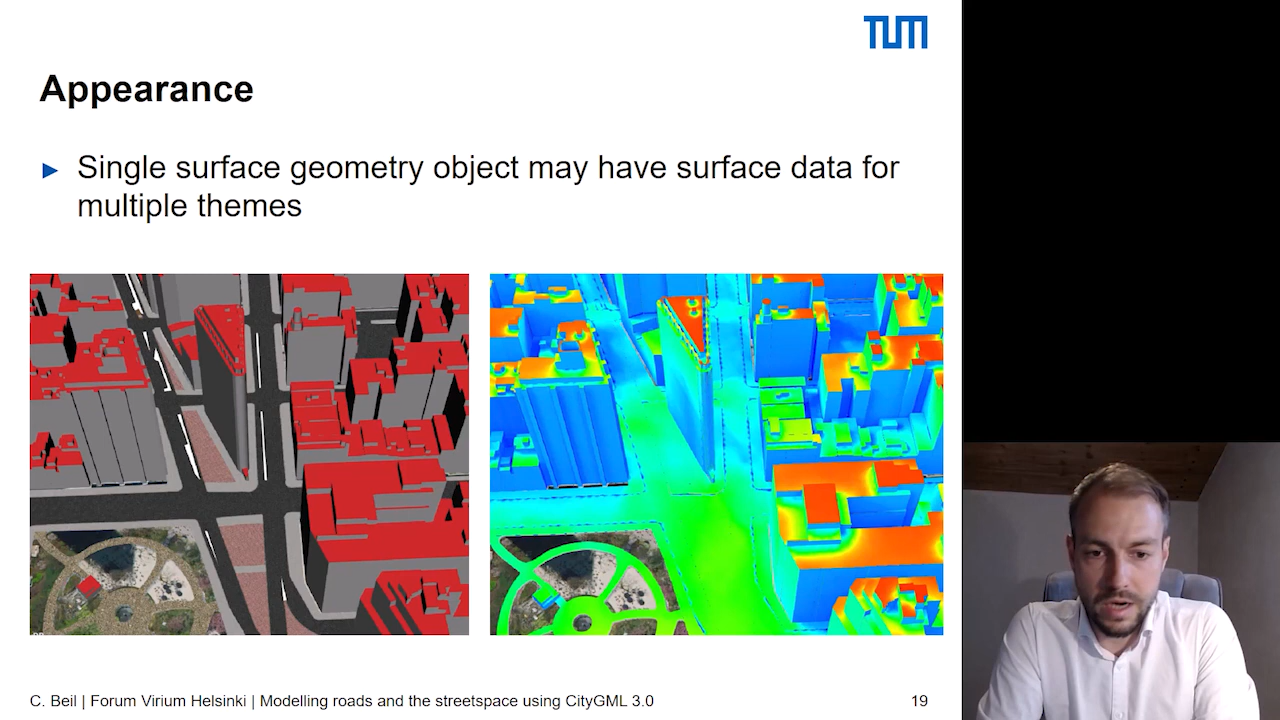 TUM
Appearance
Single surface geometry object may have surface data for
multiple themes
C. Beil | Forum Virium Helsinki | Modelling roads and the streetspace using CityGML 3.0
19